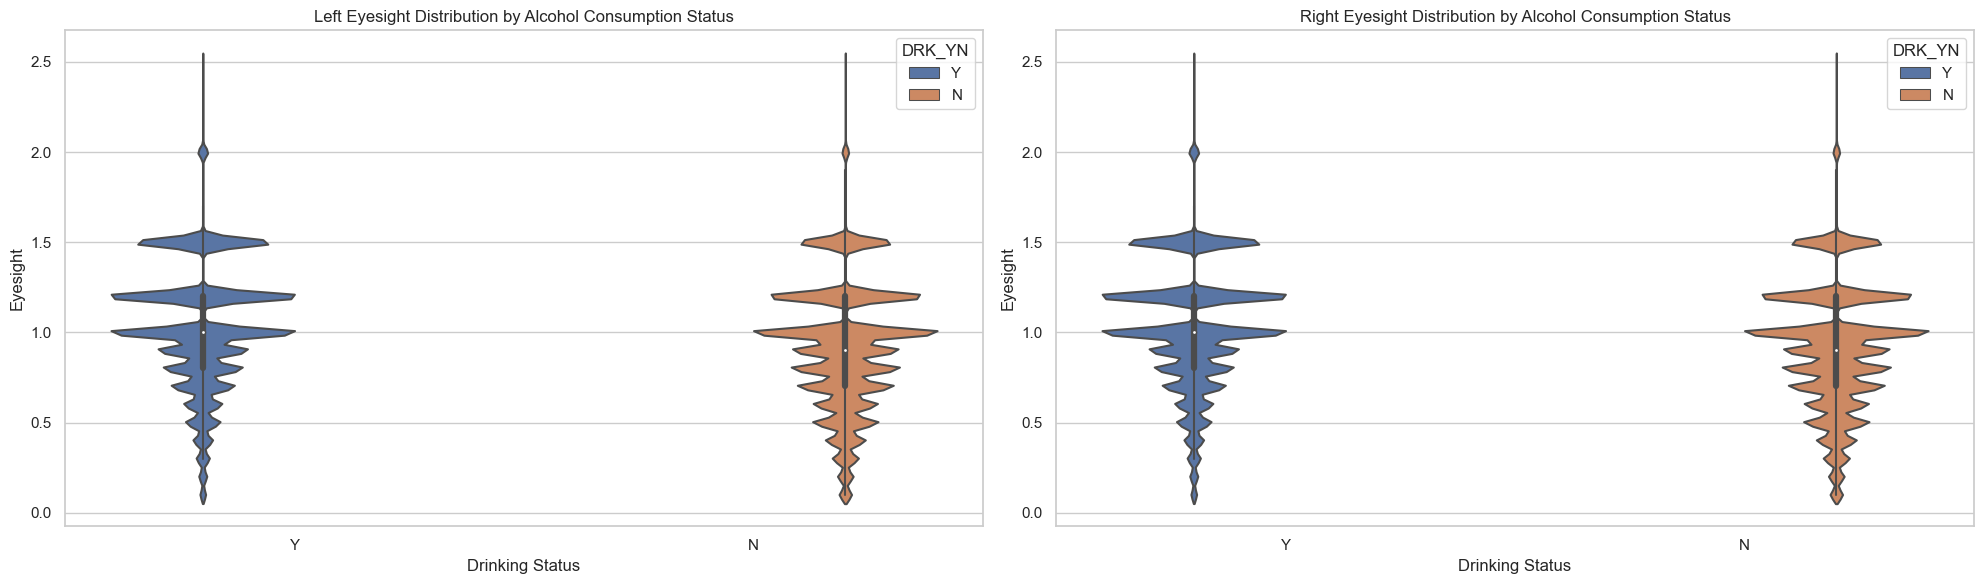 Left Eyesight Distribution by Alcohol Consumption Status
DRK_YN
Y
N
2.5
2.0
1.5
1.0
0.5
0.0
Eyesight
Y
N
Drinking Status
Right Eyesight Distribution by Alcohol Consumption Status
DRK_YN
Y
N
2.5
2.0
1.5
1.0
0.5
0.0
Eyesight
Y
N
Drinking Status